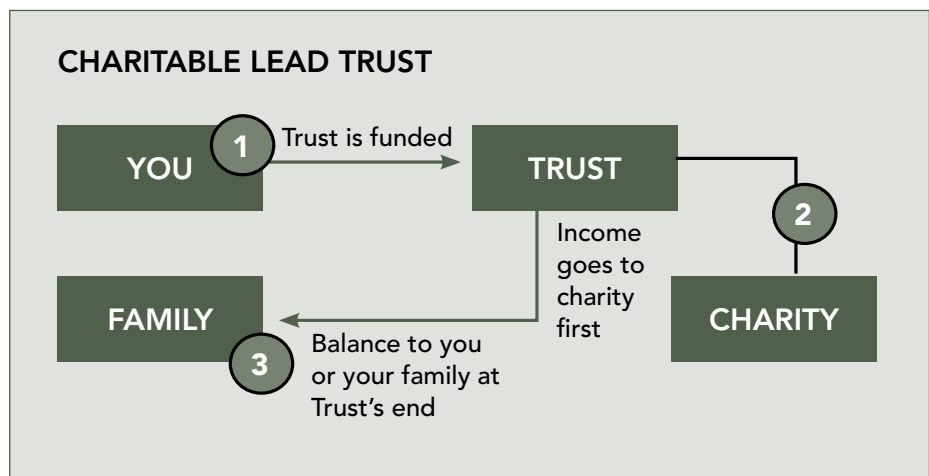 CHARITABLE LEAD TRUST
YOU
1
Trust is funded
TRUST
2
Income
goes to
charity
first
CHARITY
FAMILY
3
Balance to you
or your family at
Trust's end